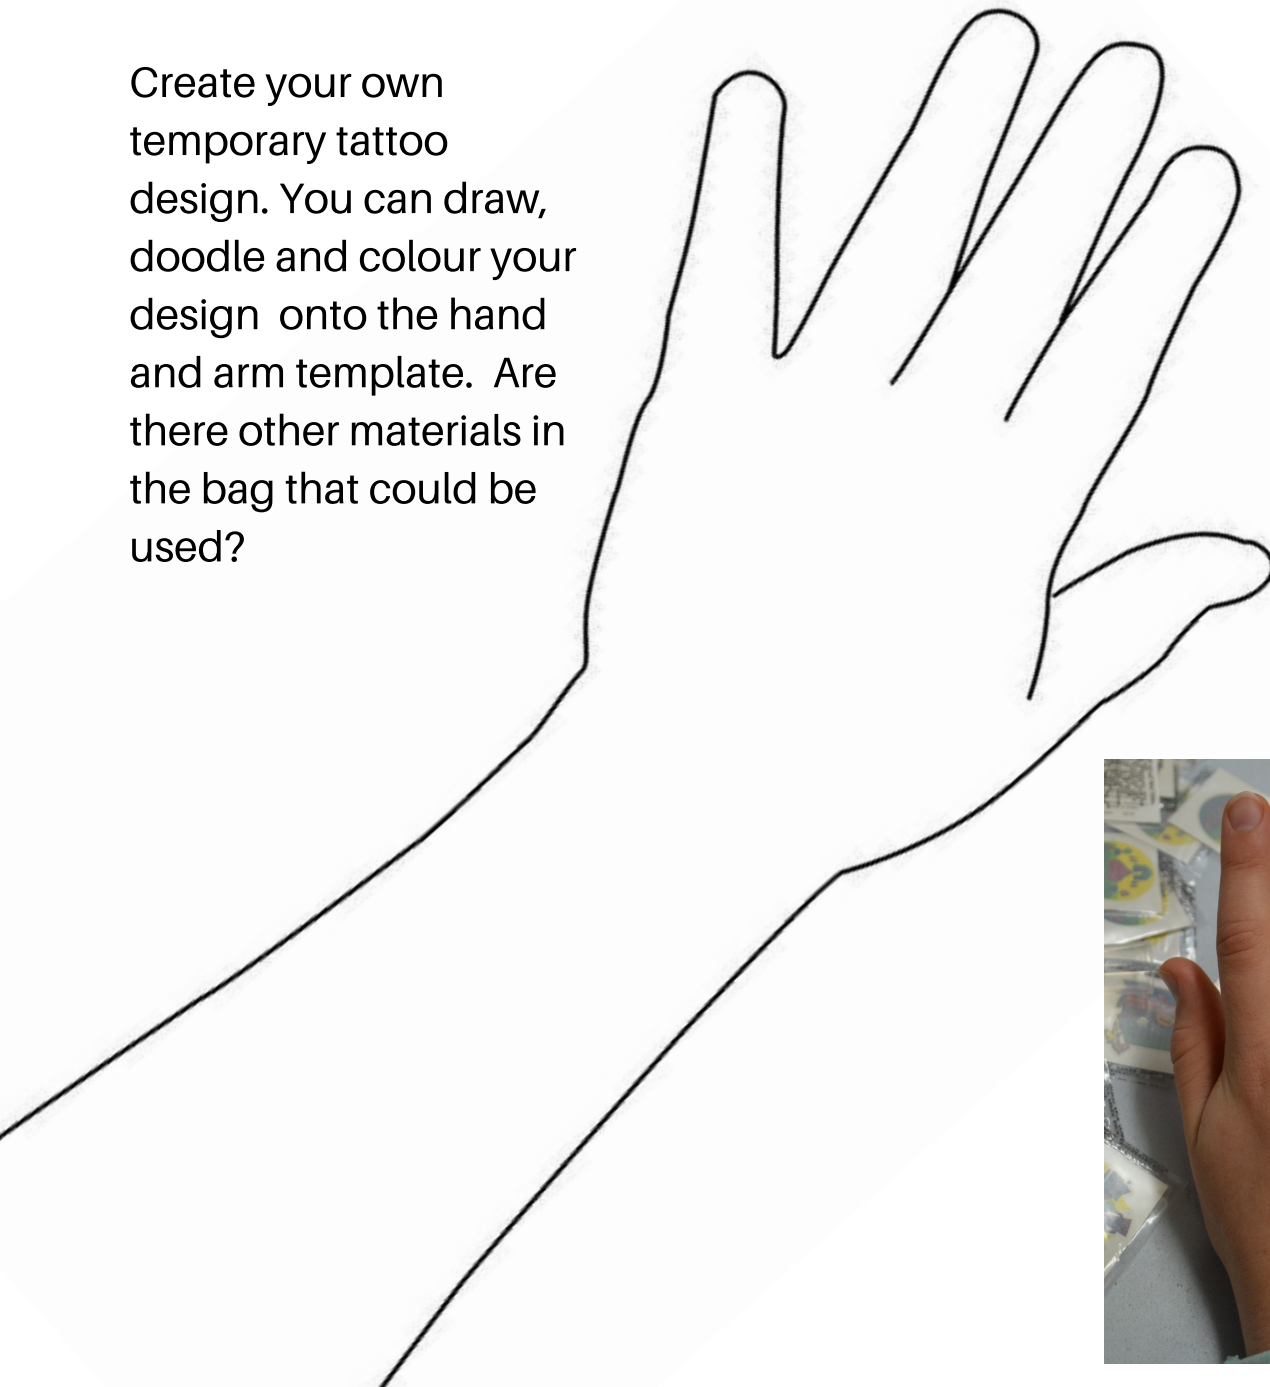 Create your own
temporary tattoo
design. You can draw,
doodle and colour your
design  onto the hand
and arm template.  Are
there other materials in
the bag that could be
used?